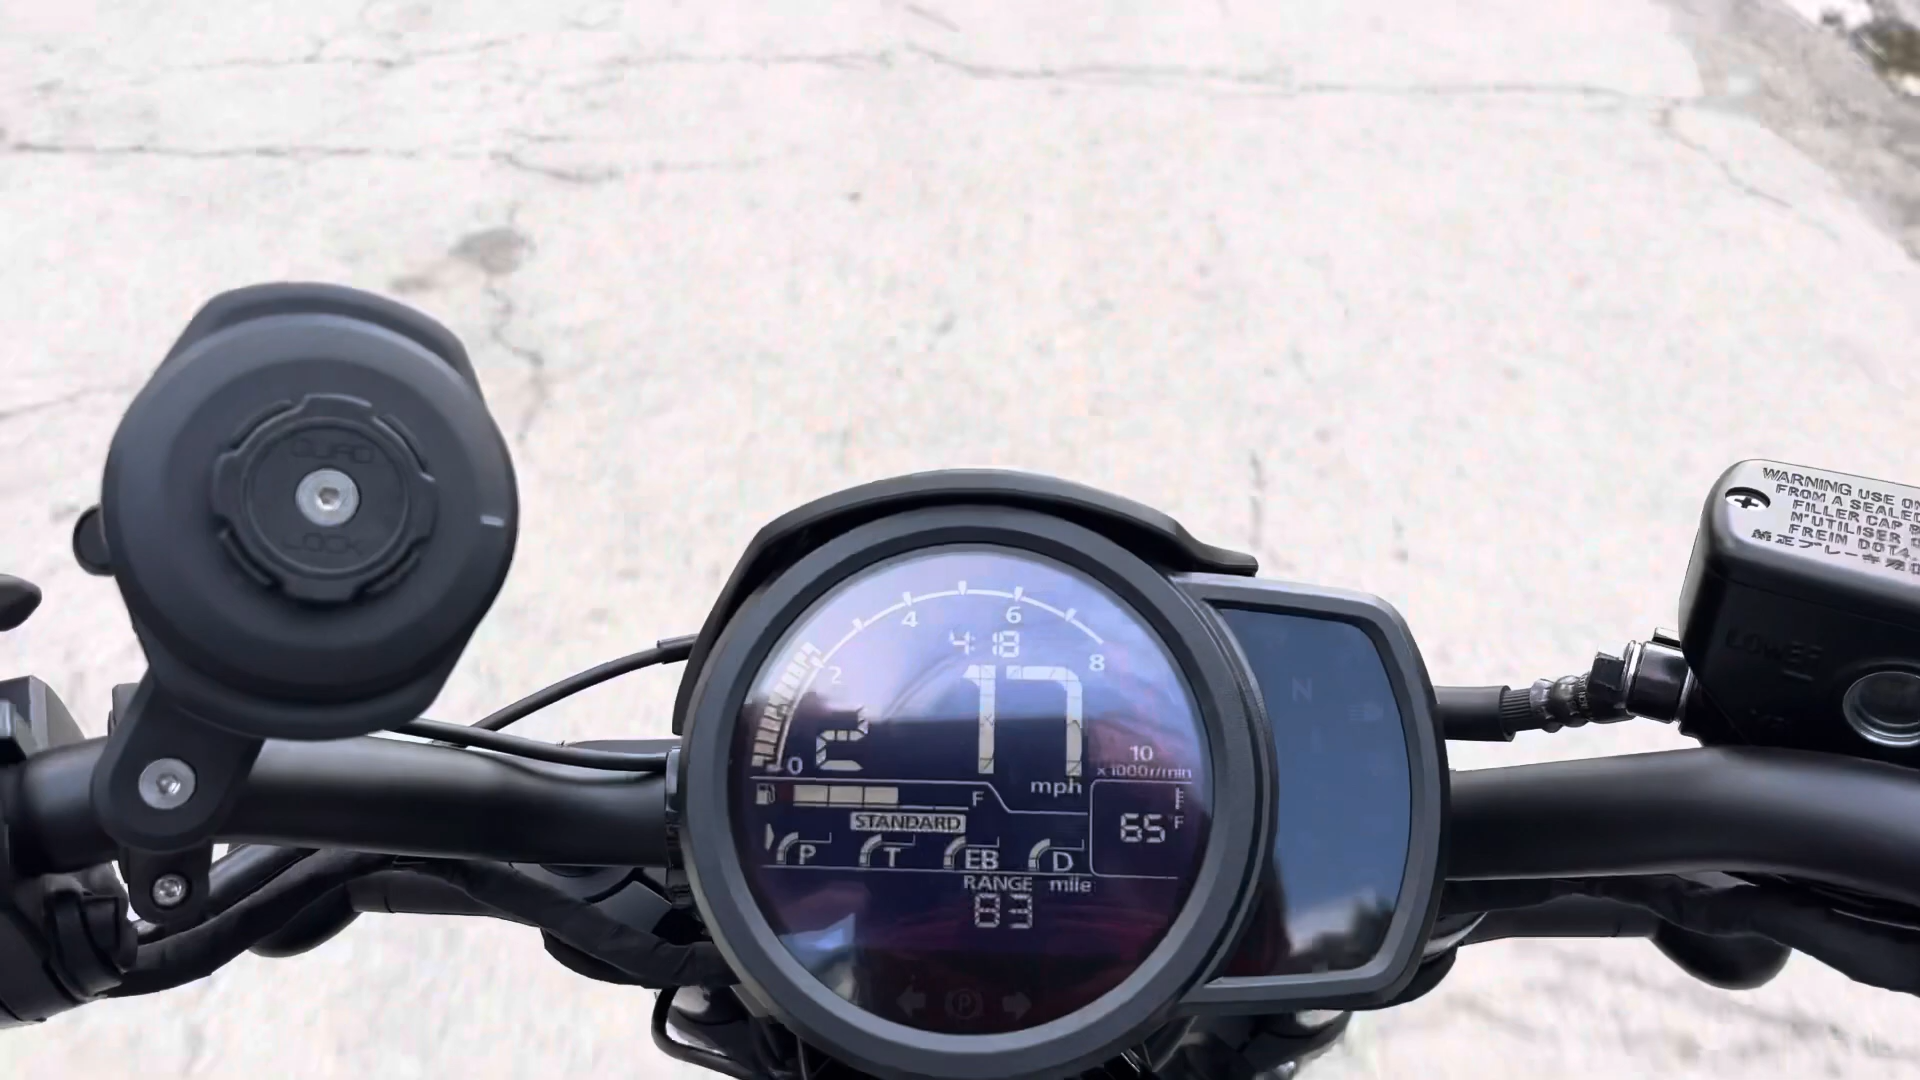 QUAD
LOCK
4
6
4:18
2
8
17
2
0
10
x1000r/min
mph
F
65 °F
STANDARD
P
T
EB
D
RANGE mile
83
N
WARNING USE
FROM A SEALED
FILLER CAP
N'UTILISER
FREIN DOT4
LOWER